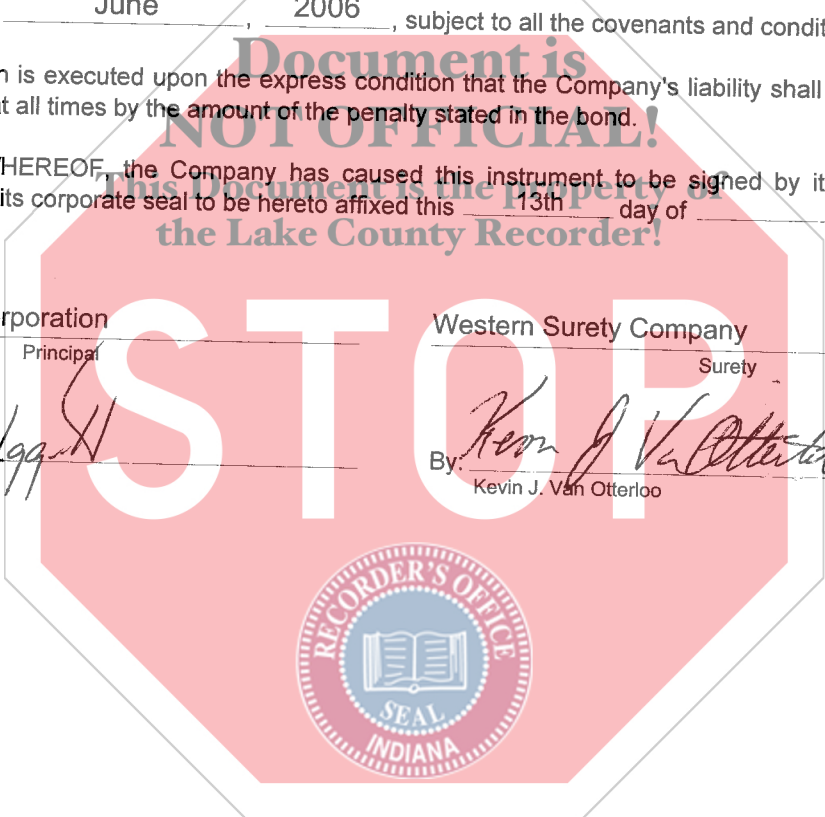 June , 2006 , subject to all the covenants and condit
Document is
n is executed upon the express condition that the Company's liability shall
t all times by the amount of the penalty stated in the bond.
NOT OFFICIAL!
HEREOF, the Company has caused this instrument to be signed by it
This Document is the property of
its corporate seal to be hereto affixed this 13th day of
the Lake County Recorder!
STOP
rporation
Western Surety Company
Principal
Surety
By: Kevin J Van Otterloo
Kevin J. Van Otterloo
RECORDER'S OFFICE
SEAL
INDIANA